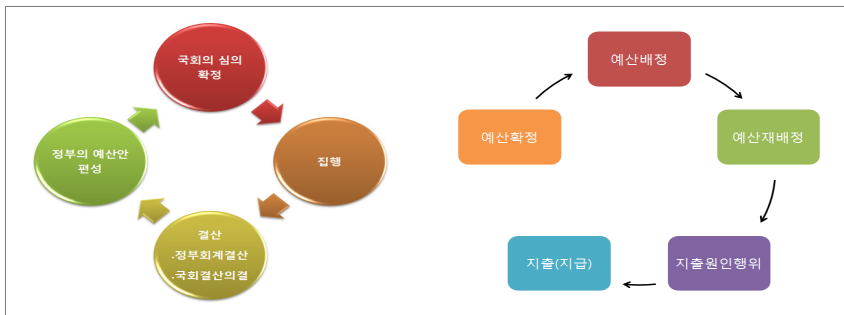 국회의 심의
확정
집행
결산
.정부회계결산
.국회결산의결
정부의 예산안
편성
예산확정
예산배정
예산재배정
지출원인행위
지출(지급)